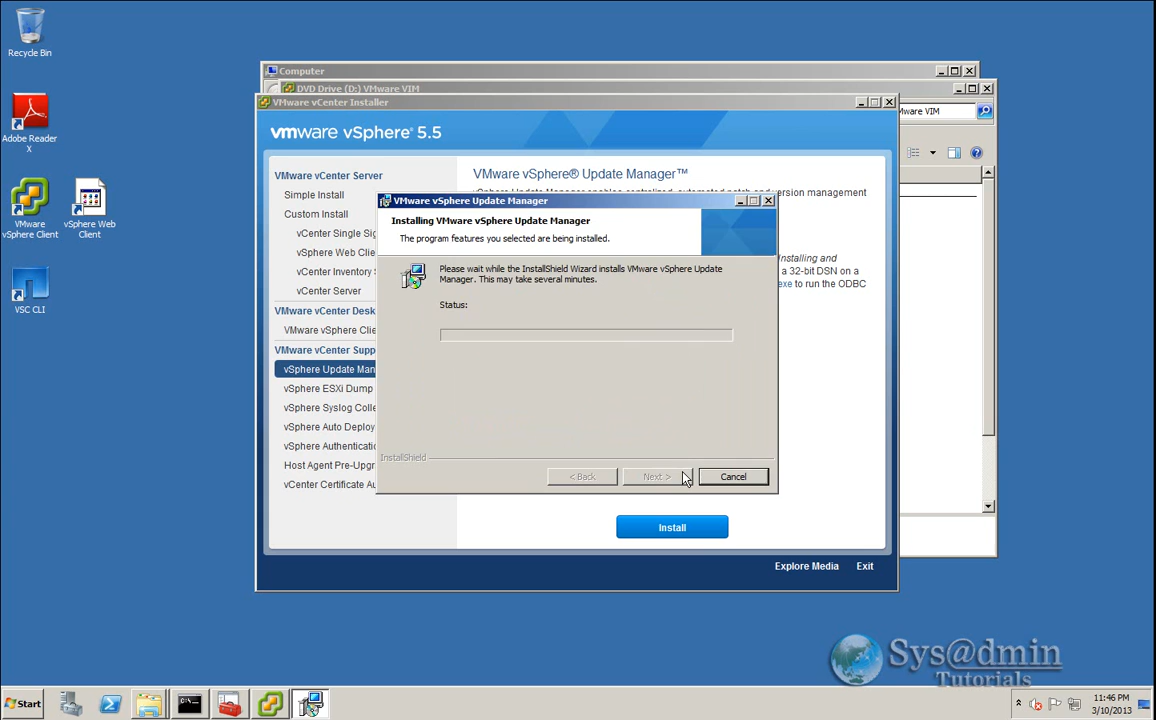 Recycle Bin
Adobe Reader
X
VMware
vSphere Client
vSphere Web
Client
VSC CLI
Computer
DVD Drive (D:) VMware VIM
VMware vCenter Installer
Mware VIM
vmware vSphere® 5.5
VMware vCenter Server
Simple Install
Custom Install
vCenter Single Sig
vSphere Web Clie
vCenter Inventory
vCenter Server
VMware vCenter Desk
VMware vSphere Clie
VMware vCenter Supp
vSphere Update Man
vSphere ESXi Dump
vSphere Syslog Colle
vSphere Auto Deploy
vSphere Authenticatio
Host Agent Pre-Upgr
vCenter Certificate Au
VMware vSphere® Update Manager™
version management
nstalling and
a 32-bit DSN on a
exe to run the ODBC
VMware vSphere Update Manager
Installing VMware vSphere Update Manager
The program features you selected are being installed.
Please wait while the InstallShield Wizard installs VMware vSphere Update
Manager. This may take several minutes.
Status:
InstallShield
< Back
Next >
Cancel
Install
Explore Media
Exit
Sys@dmin
Tutorials
Start
11:46 PM
3/10/2013